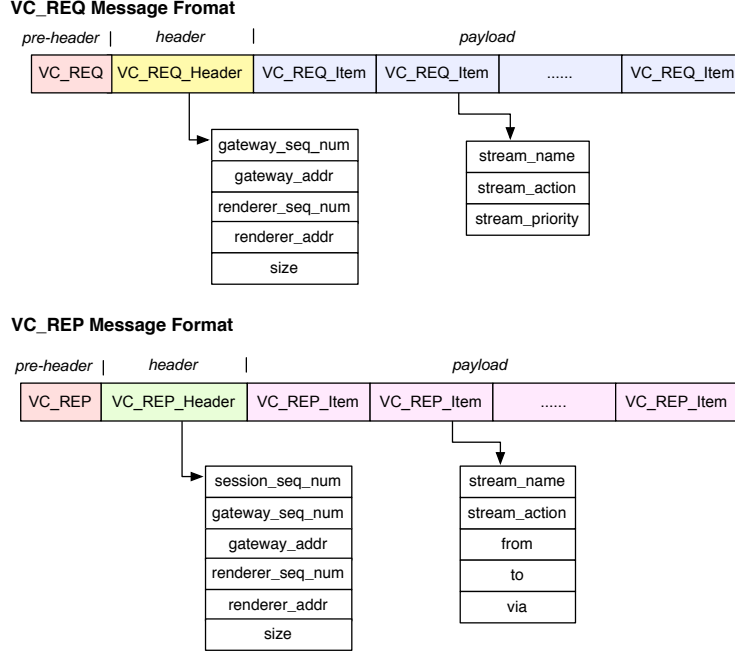 VC_REQ Message Fromat
pre-header | header | payload
VC_REQ VC_REQ_Header VC_REQ_Item VC_REQ_Item ...... VC_REQ_Item
gateway_seq_num
gateway_addr
renderer_seq_num
renderer_addr
size
stream_name
stream_action
stream_priority
VC_REP Message Format
pre-header | header | payload
VC_REP VC_REP_Header VC_REP_Item VC_REP_Item ...... VC_REP_Item
session_seq_num
gateway_seq_num
gateway_addr
renderer_seq_num
renderer_addr
size
stream_name
stream_action
from
to
via